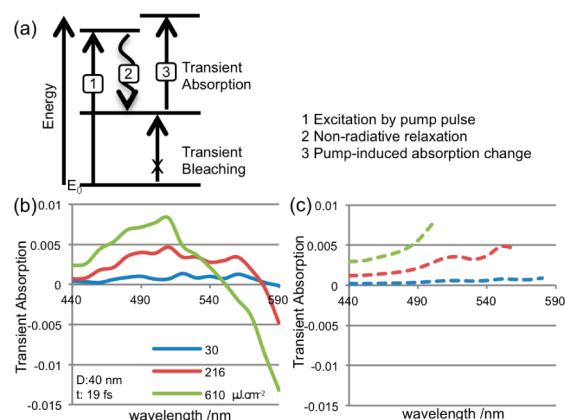 (a)
Energy
E0
1
2
3
Transient
Absorption
Transient
Bleaching
1 Excitation by pump pulse
2 Non-radiative relaxation
3 Pump-induced absorption change
(b)
Transient Absorption
0.01
0.005
0
-0.005
-0.01
-0.015
440
490
540
590
D:40 nm
t: 19 fs
30
216
610 µJ.cm-2
wavelength /nm
(c)
Transient Absorption
0.01
0.005
0
-0.005
-0.01
-0.015
440
490
540
590
wavelength /nm